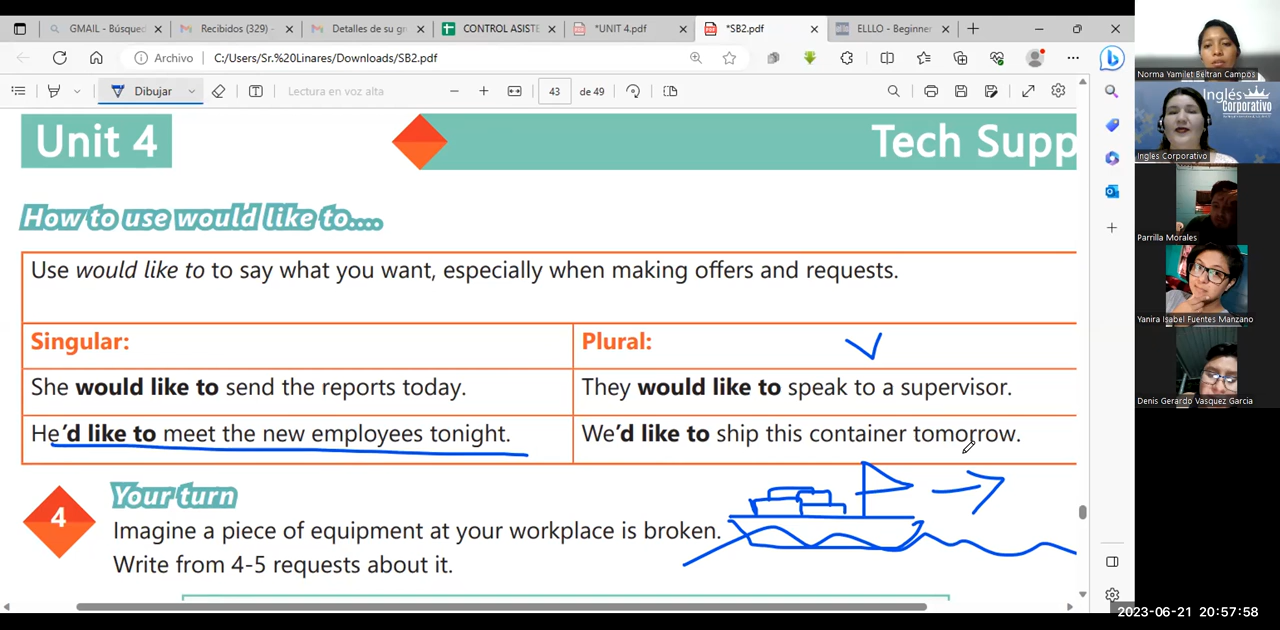 GMAIL - Búsqued
Recibidos (329) -
Detalles de su gr
CONTROL ASISTE
*UNIT 4.pdf
*SB2.pdf
ELLLO - Beginner
Archivo
C:/Users/Sr.%20Linares/Downloads/SB2.pdf
Dibujar
Lectura en voz alta
43
de 49
Unit 4
Tech Supp
How to use would like to....
Use would like to to say what you want, especially when making offers and requests.
Singular:
Plural:
She would like to send the reports today.
They would like to speak to a supervisor.
He'd like to meet the new employees tonight.
We'd like to ship this container tomorrow.
4
Your turn
Imagine a piece of equipment at your workplace is broken.
Write from 4-5 requests about it.
Norma Yamilet Beltran Campos
Inglés
Corporativo
Ingles Corporativo
Parrilla Morales
Yanira Isabel Fuentes Manzano
Denis Gerardo Vasquez Garcia
2023-06-21 20:57:58